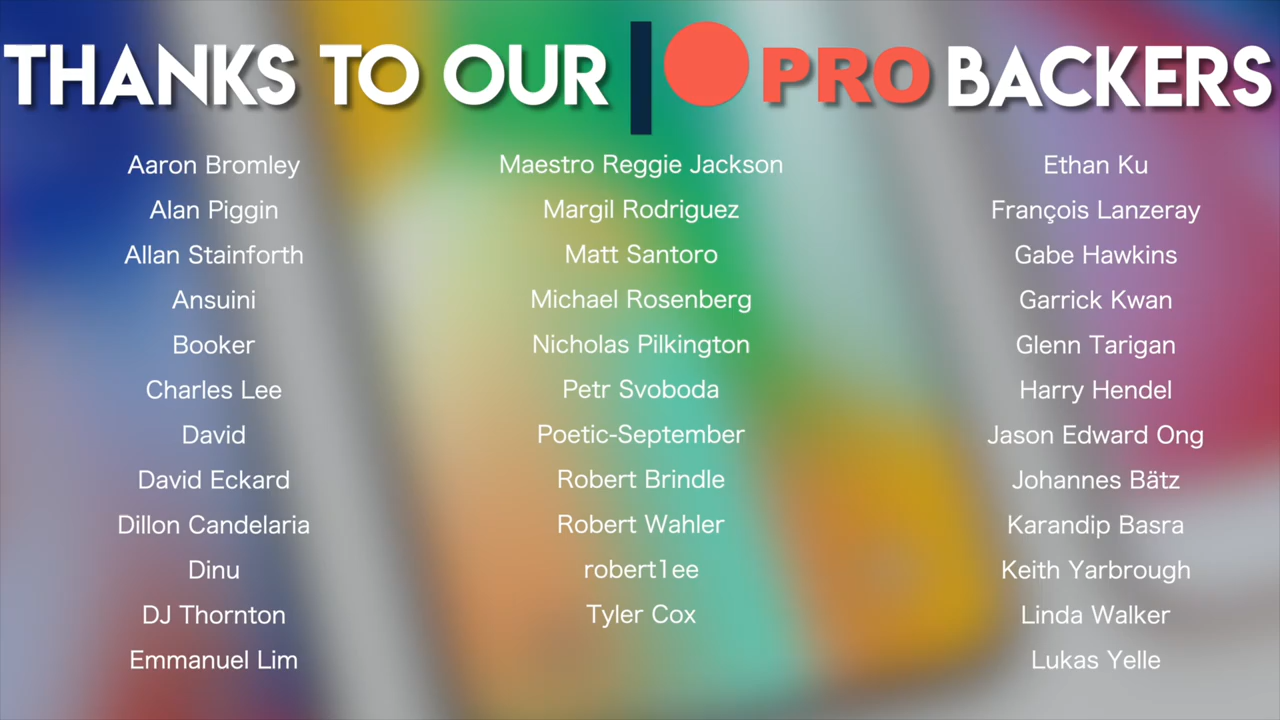 THANKS TO OUR PRO BACKERS
Aaron Bromley
Alan Piggin
Allan Stainforth
Ansuini
Booker
Charles Lee
David
David Eckard
Dillon Candelaria
Dinu
DJ Thornton
Emmanuel Lim
Maestro Reggie Jackson
Margil Rodriguez
Matt Santoro
Michael Rosenberg
Nicholas Pilkington
Petr Svoboda
Poetic-September
Robert Brindle
Robert Wahler
robert1ee
Tyler Cox
Ethan Ku
François Lanzeray
Gabe Hawkins
Garrick Kwan
Glenn Tarigan
Harry Hendel
Jason Edward Ong
Johannes Bätz
Karandip Basra
Keith Yarbrough
Linda Walker
Lukas Yelle